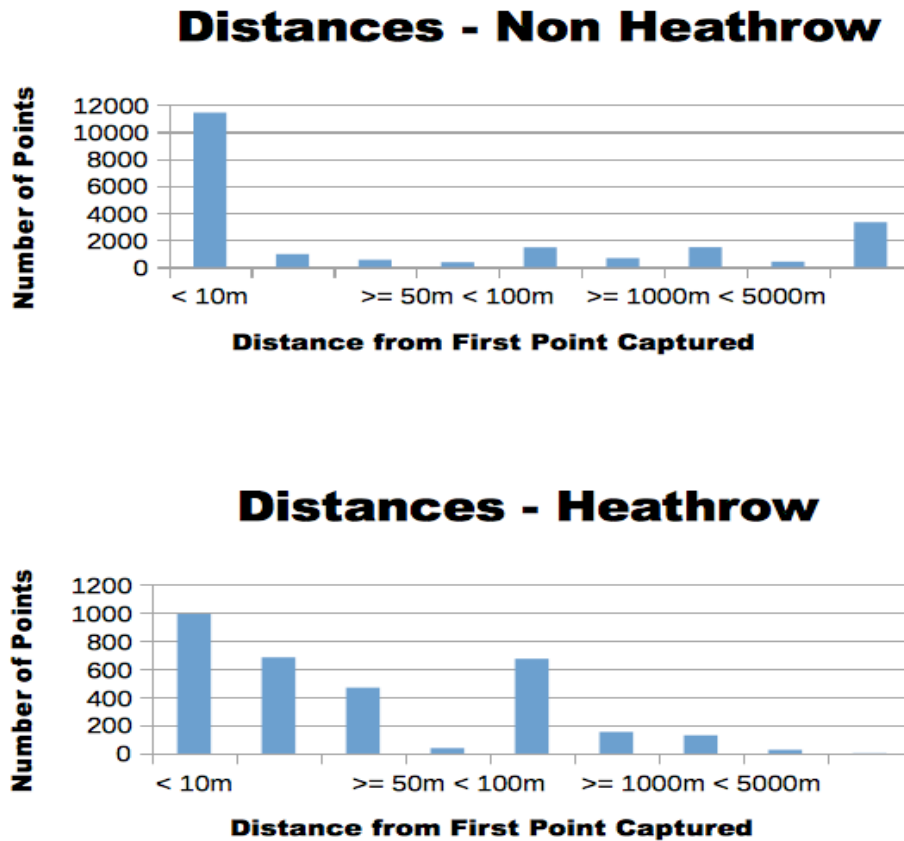 Distances - Non Heathrow
Number of Points
12000
10000
8000
6000
4000
2000
0
< 10m >= 50m < 100m >= 1000m < 5000m
Distance from First Point Captured
Distances - Heathrow
Number of Points
1200
1000
800
600
400
200
0
< 10m >= 50m < 100m >= 1000m < 5000m
Distance from First Point Captured